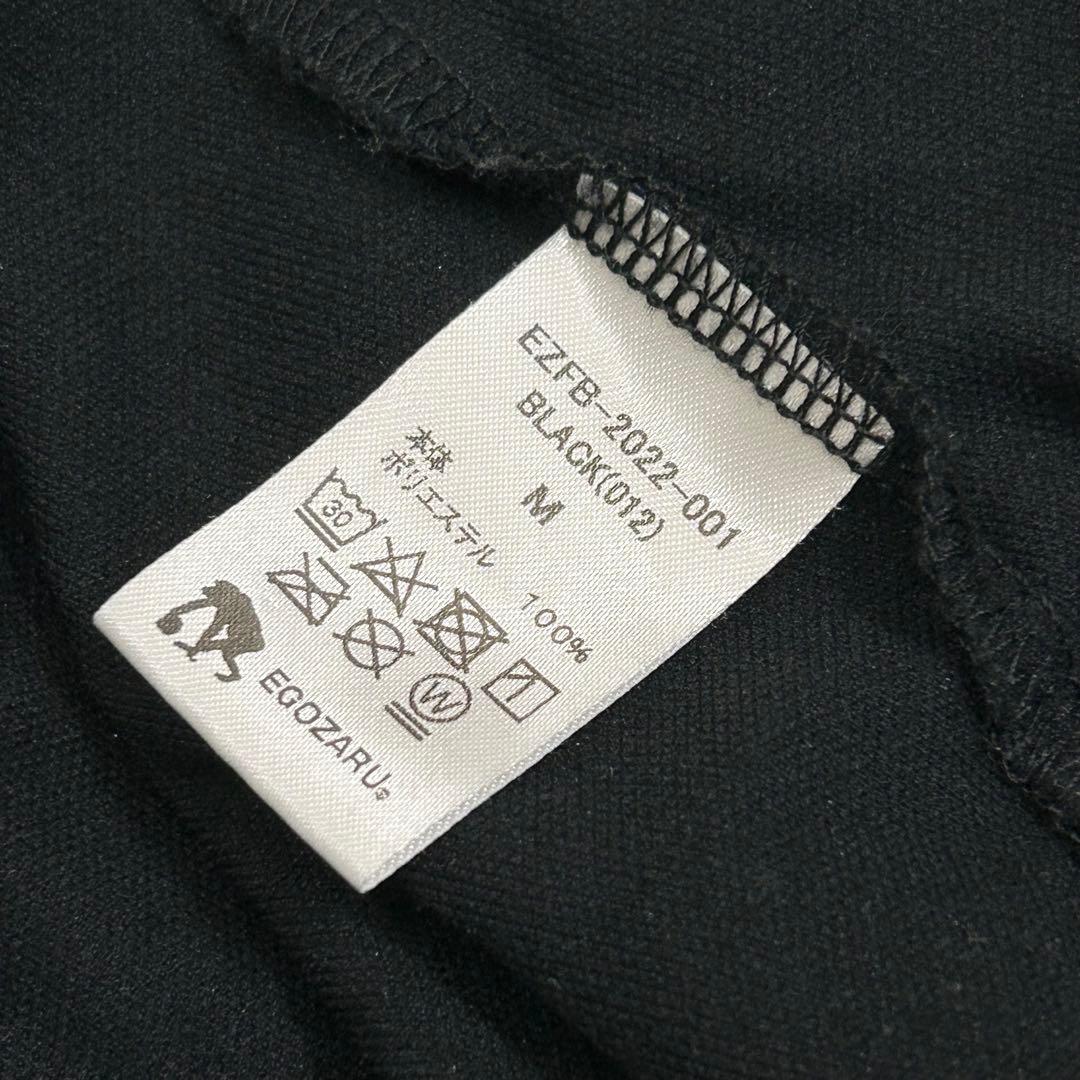 EZFB-2022-001
BLACK(012)
M
本体
ポリエステル 100%
30
W
EGOZARU®